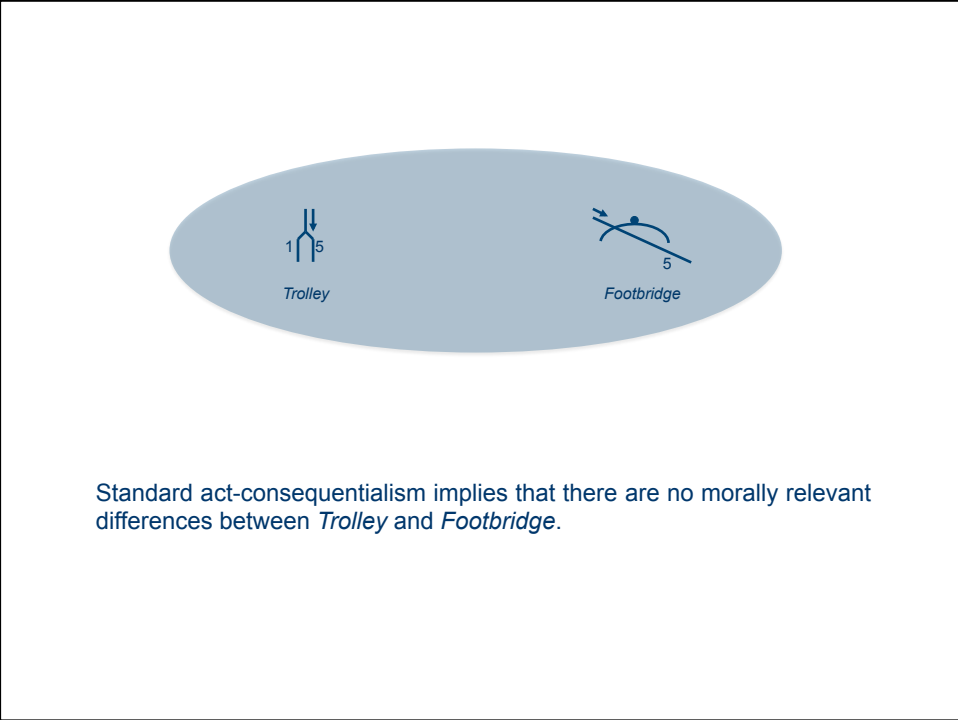 1 5
5
Trolley
Footbridge
Standard act-consequentialism implies that there are no morally relevant
differences between Trolley and Footbridge.